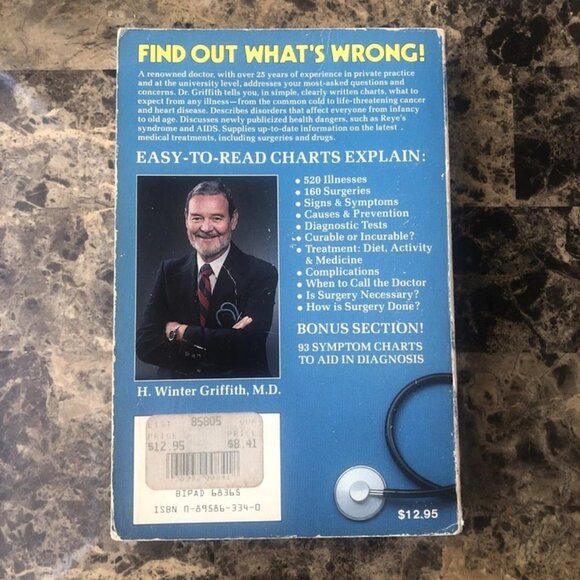 FIND OUT WHAT'S WRONG!
A renowned doctor, with over 25 years of experience in private practice
and at the university level, addresses your most-asked questions and
concerns. Dr. Griffith tells you, in simple, clearly written charts, what to
expect from any illness—from the common cold to life-threatening cancer
and heart disease. Describes disorders that affect everyone from infancy
to old age. Discusses newly publicized health dangers, such as Reye's
syndrome and AIDS. Supplies up-to-date information on the latest
medical treatments, including surgeries and drugs.
EASY-TO-READ CHARTS EXPLAIN:
• 520 Illnesses
• 160 Surgeries
• Signs & Symptoms
• Causes & Prevention
• Diagnostic Tests
• Curable or Incurable?
• Treatment: Diet, Activity
& Medicine
• Complications
• When to Call the Doctor
• Is Surgery Necessary?
• How is Surgery Done?
BONUS SECTION!
93 SYMPTOM CHARTS
TO AID IN DIAGNOSIS
H. Winter Griffith, M.D.
LIST 85805 OUR
PRICE PRICE
$12.95 $8.41
BIPAD 68365
ISBN 0-89586-334-0
$12.95